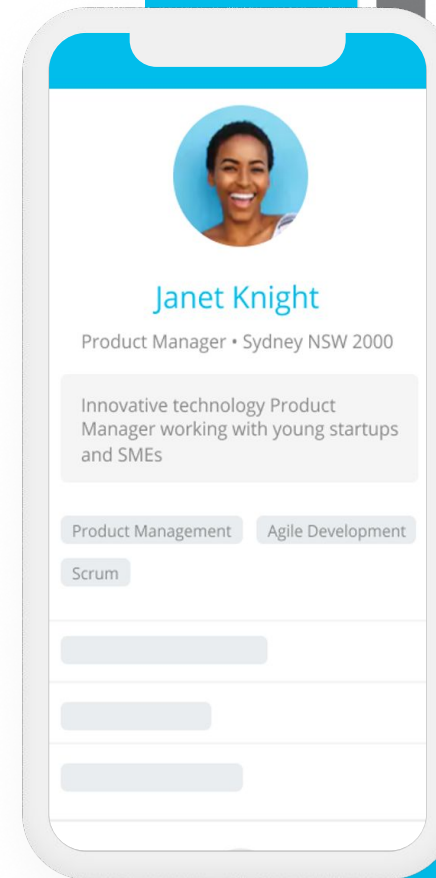 Janet Knight
Product Manager • Sydney NSW 2000
Innovative technology Product
Manager working with young startups
and SMEs
Product Management Agile Development
Scrum